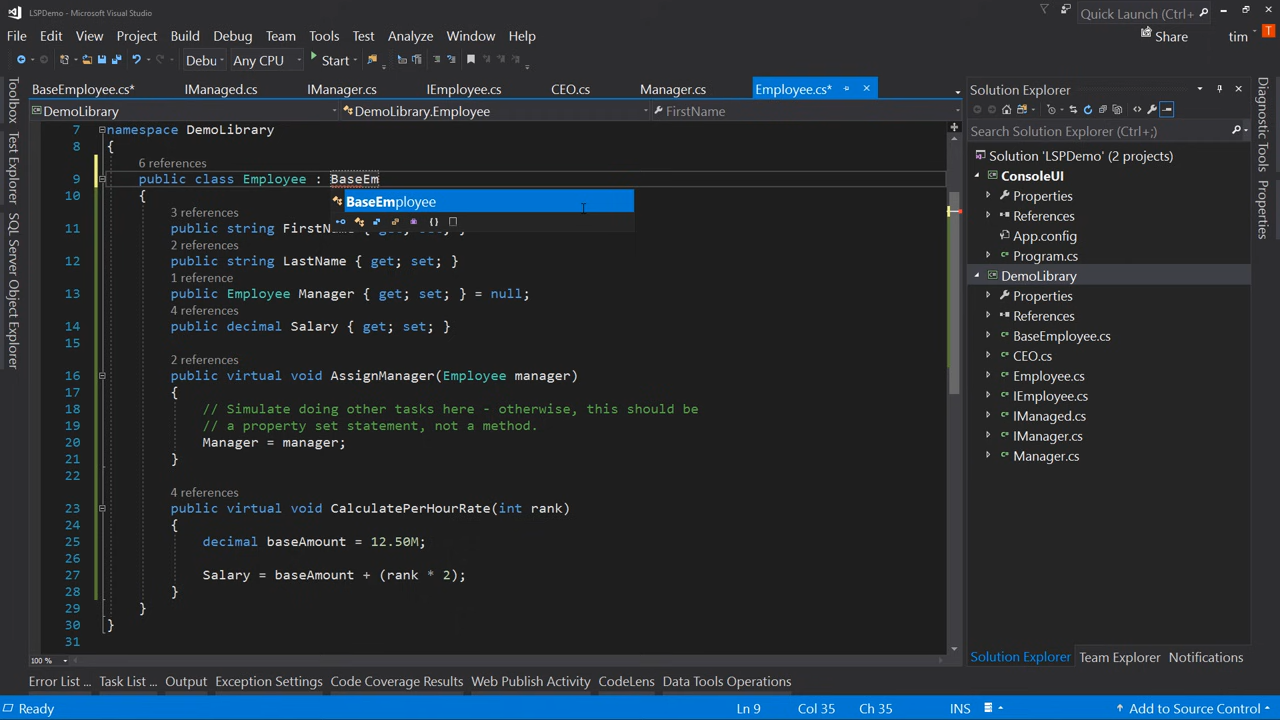 LSPDemo - Microsoft Visual Studio
Quick Launch (Ctrl+;)
File Edit View Project Build Debug Team Tools Test Analyze Window Help
Share tim T
Debu Any CPU Start
BaseEmployee.cs* IManaged.cs IManager.cs IEmployee.cs CEO.cs Manager.cs Employee.cs*
DemoLibrary DemoLibrary.Employee FirstName
Toolbox
Test Explorer
SQL Server Object Explorer
7 namespace DemoLibrary
8 {
6 references
9 public class Employee : BaseEm
BaseEmployee
10 {
3 references
11 public string FirstName { get; set; }
2 references
12 public string LastName { get; set; }
1 reference
13 public Employee Manager { get; set; } = null;
4 references
14 public decimal Salary { get; set; }
15
2 references
16 public virtual void AssignManager(Employee manager)
17 {
18 // Simulate doing other tasks here - otherwise, this should be
19 // a property set statement, not a method.
20 Manager = manager;
21 }
22
4 references
23 public virtual void CalculatePerHourRate(int rank)
24 {
25 decimal baseAmount = 12.50M;
26
27 Salary = baseAmount + (rank * 2);
28 }
29 }
30 }
31
100 %
Solution Explorer
Search Solution Explorer (Ctrl+;)
Solution 'LSPDemo' (2 projects)
ConsoleUI
Properties
References
App.config
Program.cs
DemoLibrary
Properties
References
BaseEmployee.cs
CEO.cs
Employee.cs
IEmployee.cs
IManaged.cs
IManager.cs
Manager.cs
Solution Explorer Team Explorer Notifications
Diagnostic Tools
Error List ... Task List ... Output Exception Settings Code Coverage Results Web Publish Activity CodeLens Data Tools Operations
Ready Ln 9 Col 35 Ch 35 INS Add to Source Control